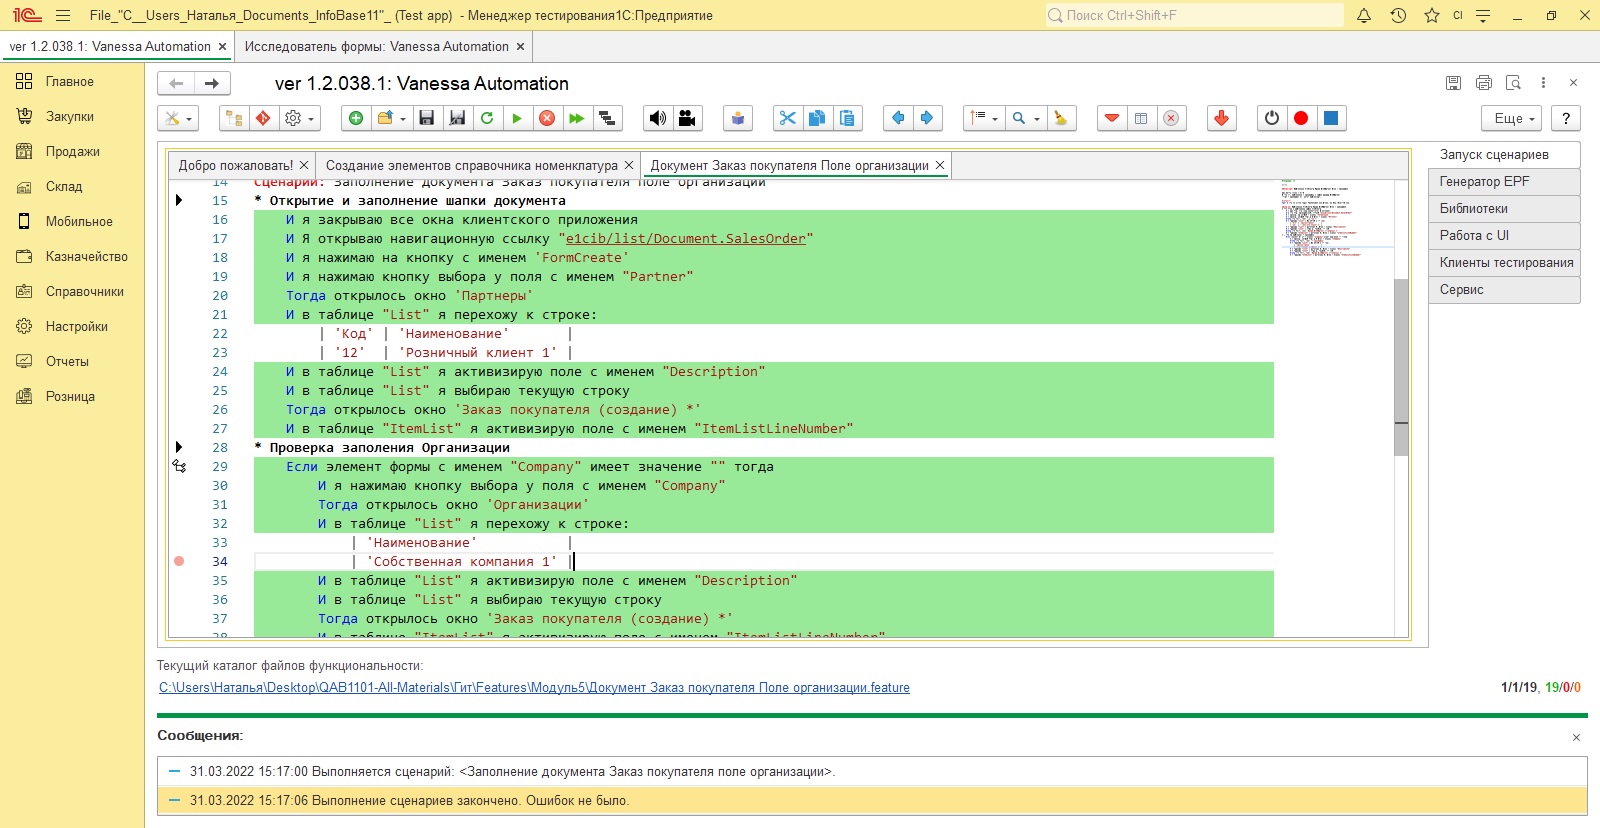 File_"C__Users_Наталья_Documents_InfoBase11"_ (Test app) - Менеджер тестирования1С:Предприятие
Поиск Ctrl+Shift+F
CI
ver 1.2.038.1: Vanessa Automation ×
Исследователь формы: Vanessa Automation ×
Главное
Закупки
Продажи
Склад
Мобильное
Казначейство
Справочники
Настройки
Отчеты
Розница
ver 1.2.038.1: Vanessa Automation
Еще
?
Добро пожаловать! ×
Создание элементов справочника номенклатура ×
Документ Заказ покупателя Поле организации ×
14 Сценарий: Заполнение документа Заказ покупателя поле организации
15 * Открытие и заполнение шапки документа
16 И я закрываю все окна клиентского приложения
17 И Я открываю навигационную ссылку "e1cib/list/Document.SalesOrder"
18 И я нажимаю на кнопку с именем 'FormCreate'
19 И я нажимаю кнопку выбора у поля с именем "Partner"
20 Тогда открылось окно 'Партнеры'
21 И в таблице "List" я перехожу к строке:
22 | 'Код' | 'Наименование' |
23 | '12' | 'Розничный клиент 1' |
24 И в таблице "List" я активизирую поле с именем "Description"
25 И в таблице "List" я выбираю текущую строку
26 Тогда открылось окно 'Заказ покупателя (создание) *'
27 И в таблице "ItemList" я активизирую поле с именем "ItemListLineNumber"
28 * Проверка заполения Организации
29 Если элемент формы с именем "Company" имеет значение "" тогда
30 И я нажимаю кнопку выбора у поля с именем "Company"
31 Тогда открылось окно 'Организации'
32 И в таблице "List" я перехожу к строке:
33 | 'Наименование' |
34 | 'Собственная компания 1' |
35 И в таблице "List" я активизирую поле с именем "Description"
36 И в таблице "List" я выбираю текущую строку
37 Тогда открылось окно 'Заказ покупателя (создание) *'
38 И в таблице "ItemList" я активизирую поле с именем "ItemListLineNumber"
Запуск сценариев
Генератор EPF
Библиотеки
Работа с UI
Клиенты тестирования
Сервис
Текущий каталог файлов функциональности:
C:\Users\Наталья\Desktop\QAB1101-All-Materials\Гит\Features\Модуль5\Документ Заказ покупателя Поле организации.feature
1/1/19, 19/0/0
Сообщения:
31.03.2022 15:17:00 Выполняется сценарий: <Заполнение документа Заказ покупателя поле организации>.
31.03.2022 15:17:06 Выполнение сценариев закончено. Ошибок не было.